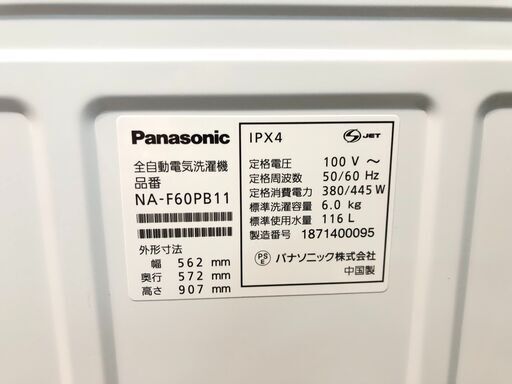 Panasonic
全自動電気洗濯機
品番
NA-F60PB11
外形寸法
幅 562 mm
奥行 572 mm
高さ 907 mm
IPX4
S JET
定格電圧 100 V ～
定格周波数 50/60 Hz
定格消費電力 380/445 W
標準洗濯容量 6.0 kg
標準使用水量 116 L
製造番号 1871400095
PS E パナソニック株式会社
中国製